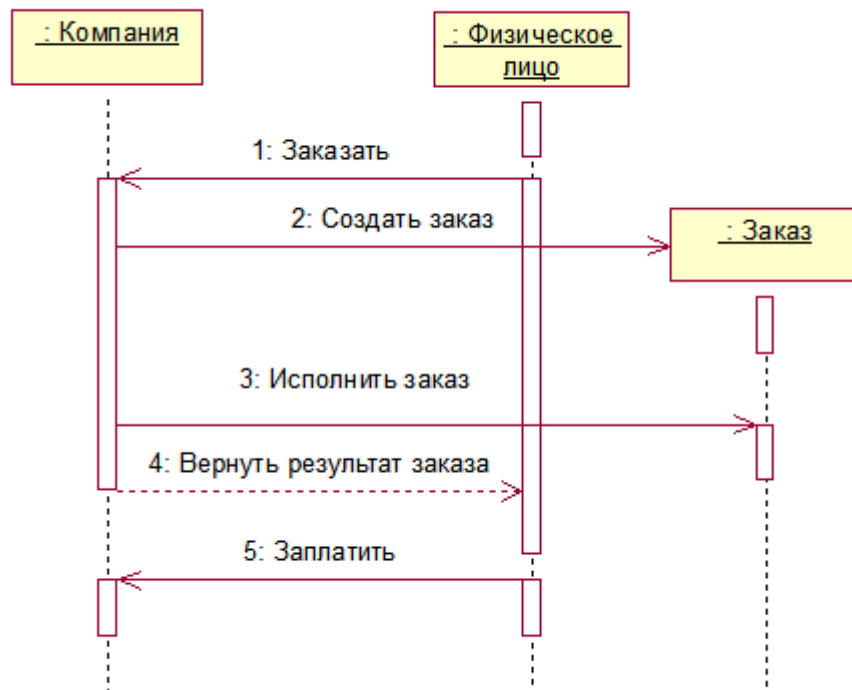 _: Компания
_: Физическое
лицо
1: Заказать
2: Создать заказ
_: Заказ
3: Исполнить заказ
4: Вернуть результат заказа
5: Заплатить